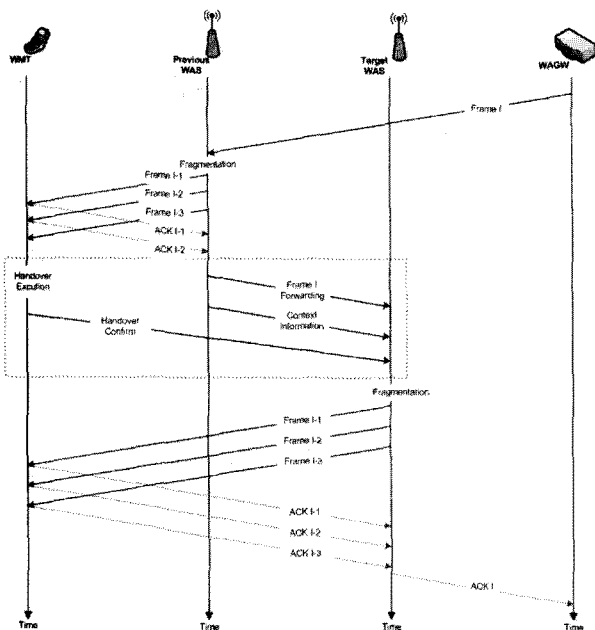 WMT
Previous
WAS
Target
WAS
WAGW
Frame I
Fragmentation
Frame I-1
Frame I-2
Frame I-3
ACK I-1
ACK I-2
Handover
Excution
Frame I
Forwarding
Context
Information
Handover
Confirm
Fragmentation
Frame I-1
Frame I-2
Frame I-3
ACK I-1
ACK I-2
ACK I-3
ACK I
Time
Time
Time
Time